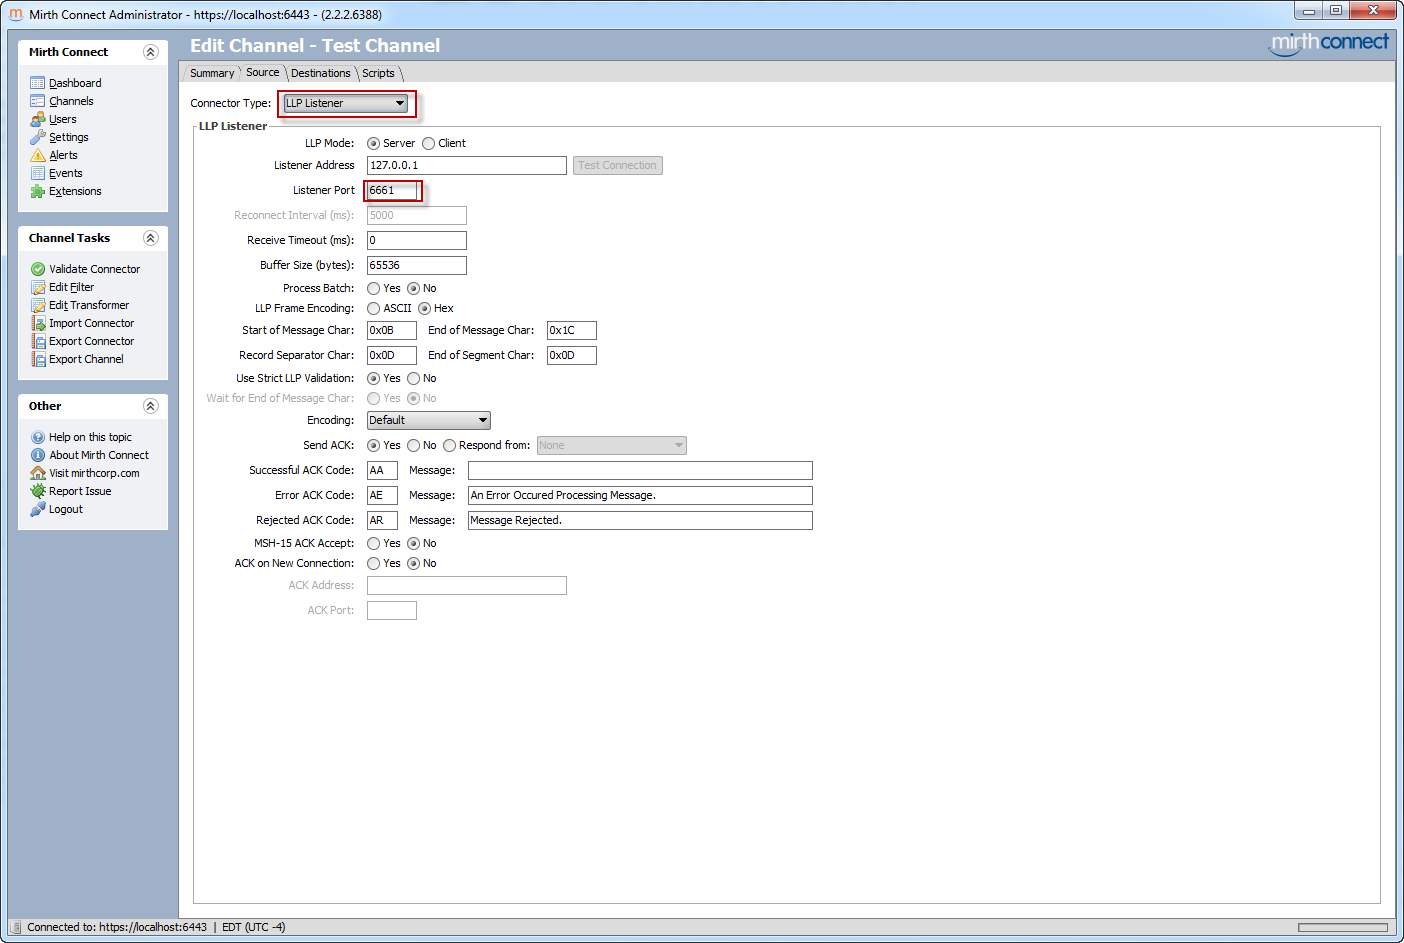 Mirth Connect Administrator - https://localhost:6443 - (2.2.2.6388)
Mirth Connect
Dashboard
Channels
Users
Settings
Alerts
Events
Extensions
Channel Tasks
Validate Connector
Edit Filter
Edit Transformer
Import Connector
Export Connector
Export Channel
Other
Help on this topic
About Mirth Connect
Visit mirthcorp.com
Report Issue
Logout
Edit Channel - Test Channel
mirthconnect
Summary Source Destinations Scripts
Connector Type: LLP Listener
LLP Listener
LLP Mode: Server Client
Listener Address 127.0.0.1 Test Connection
Listener Port 6661
Reconnect Interval (ms): 5000
Receive Timeout (ms): 0
Buffer Size (bytes): 65536
Process Batch: Yes No
LLP Frame Encoding: ASCII Hex
Start of Message Char: 0x0B End of Message Char: 0x1C
Record Separator Char: 0x0D End of Segment Char: 0x0D
Use Strict LLP Validation: Yes No
Wait for End of Message Char: Yes No
Encoding: Default
Send ACK: Yes No Respond from: None
Successful ACK Code: AA Message:
Error ACK Code: AE Message: An Error Occured Processing Message.
Rejected ACK Code: AR Message: Message Rejected.
MSH-15 ACK Accept: Yes No
ACK on New Connection: Yes No
ACK Address:
ACK Port:
Connected to: https://localhost:6443 | EDT (UTC -4)